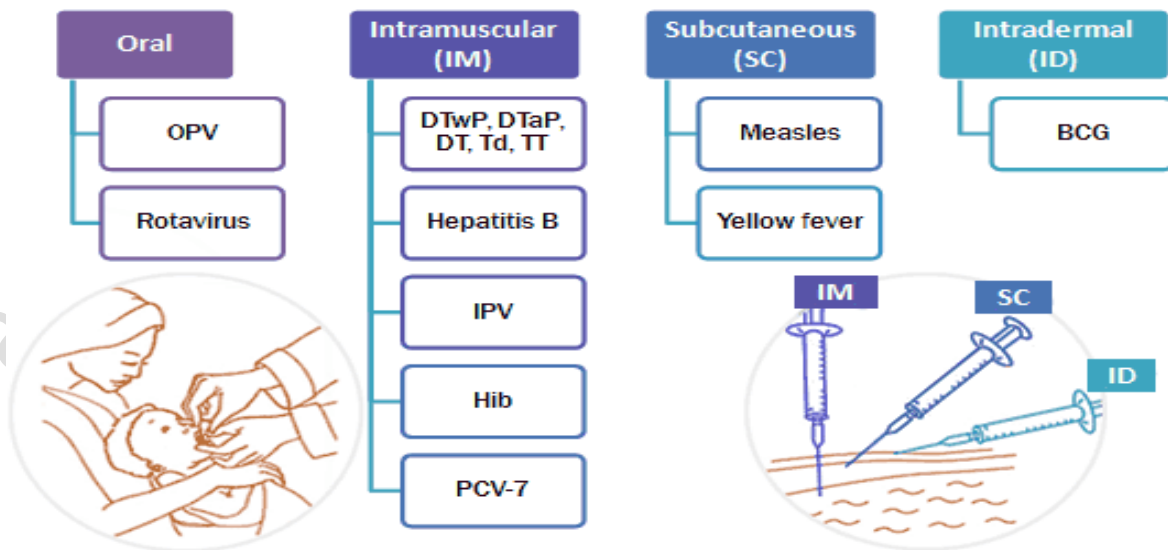 Oral
OPV
Rotavirus
Intramuscular
(IM)
DTwP, DTaP,
DT, Td, TT
Hepatitis B
IPV
Hib
PCV-7
Subcutaneous
(SC)
Measles
Yellow fever
Intradermal
(ID)
BCG
IM
SC
ID